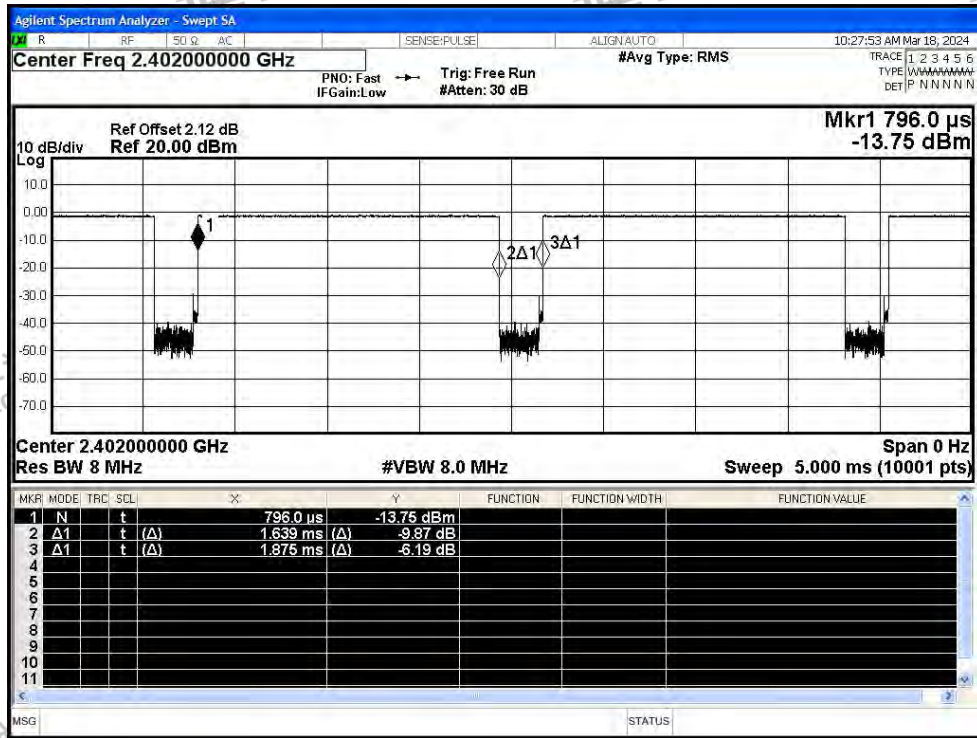 Agilent Spectrum Analyzer - Swept SA
LXI R RF 50 Ω AC SENSE:PULSE ALIGN AUTO 10:27:53 AM Mar 18, 2024
Center Freq 2.402000000 GHz #Avg Type: RMS TRACE 1 2 3 4 5 6
PNO: Fast Trig: Free Run TYPE WWWWWW
IFGain:Low #Atten: 30 dB DET P N N N N N
Mkr1 796.0 µs
Ref Offset 2.12 dB
10 dB/div Ref 20.00 dBm -13.75 dBm
Log
10.0
0.00
1
-10.0
2Δ1 3Δ1
-20.0
-30.0
-40.0
-50.0
-60.0
-70.0
Center 2.402000000 GHz Span 0 Hz
Res BW 8 MHz #VBW 8.0 MHz Sweep 5.000 ms (10001 pts)
MKR MODE TRC SCL X Y FUNCTION FUNCTION WIDTH FUNCTION VALUE
1 N t 796.0 µs -13.75 dBm
2 Δ1 t (Δ) 1.639 ms (Δ) -9.87 dB
3 Δ1 t (Δ) 1.875 ms (Δ) -6.19 dB
4
5
6
7
8
9
10
11
MSG STATUS